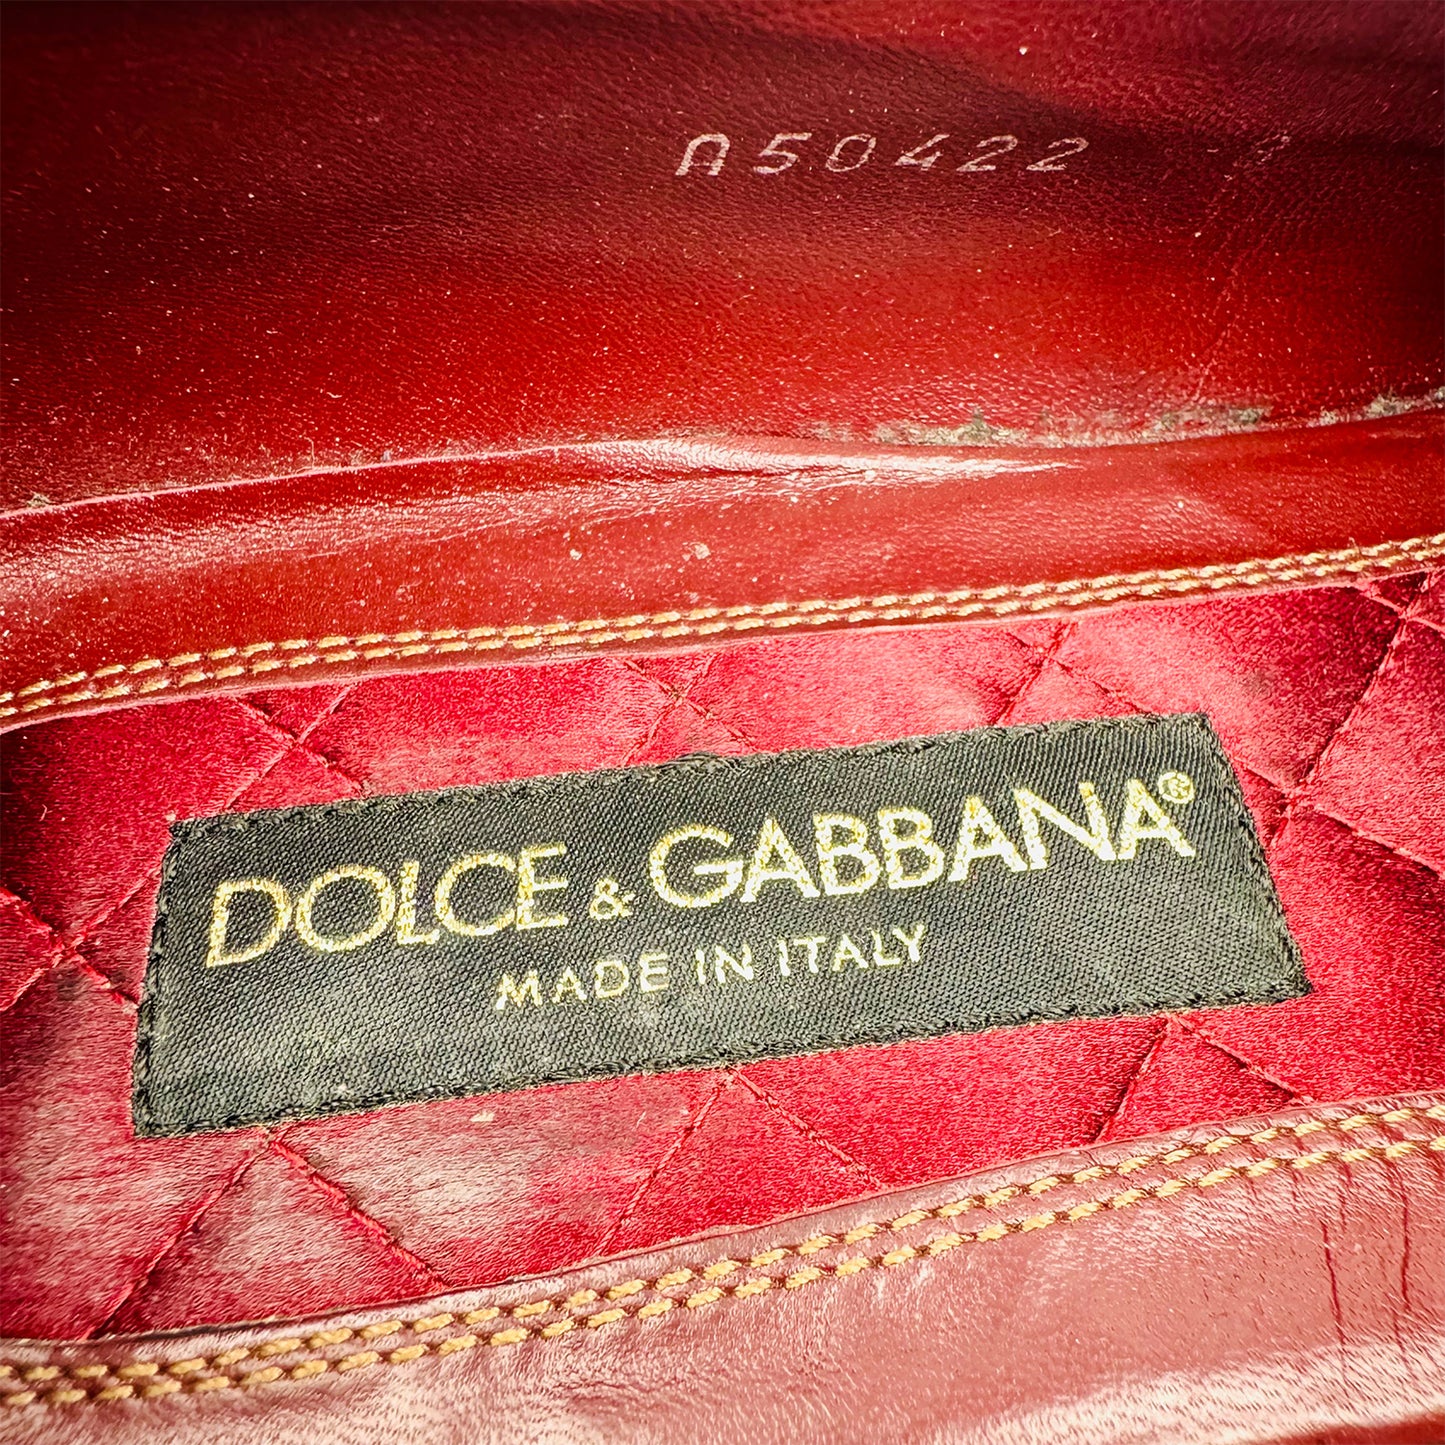 A50422
DOLCE & GABBANA®
MADE IN ITALY